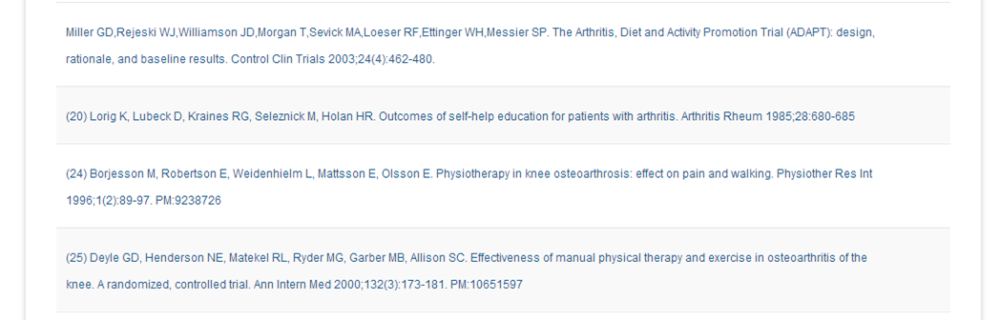 Miller GD,Rejeski WJ,Williamson JD,Morgan T,Sevick MA,Loeser RF,Ettinger WH,Messier SP. The Arthritis, Diet and Activity Promotion Trial (ADAPT): design,
rationale, and baseline results. Control Clin Trials 2003;24(4):462-480.
(20) Lorig K, Lubeck D, Kraines RG, Seleznick M, Holan HR. Outcomes of self-help education for patients with arthritis. Arthritis Rheum 1985;28:680-685
(24) Borjesson M, Robertson E, Weidenhielm L, Mattsson E, Olsson E. Physiotherapy in knee osteoarthrosis: effect on pain and walking. Physiother Res Int
1996;1(2):89-97. PM:9238726
(25) Deyle GD, Henderson NE, Matekel RL, Ryder MG, Garber MB, Allison SC. Effectiveness of manual physical therapy and exercise in osteoarthritis of the
knee. A randomized, controlled trial. Ann Intern Med 2000;132(3):173-181. PM:10651597